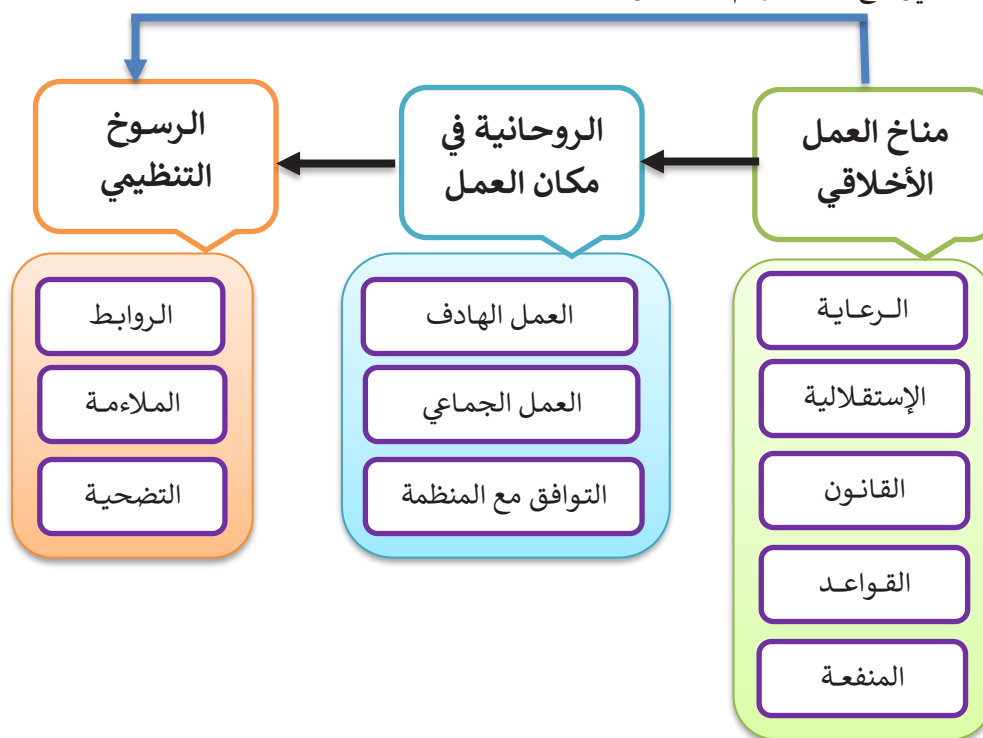 مناخ العمل
الأخلاقي
الروحانية في
مكان العمل
الرسوخ
التنظيمي
الرعاية
الإستقلالية
القانون
القواعد
المنفعة
العمل الهادف
العمل الجماعي
التوافق مع المنظمة
الروابط
الملاءمة
التضحية